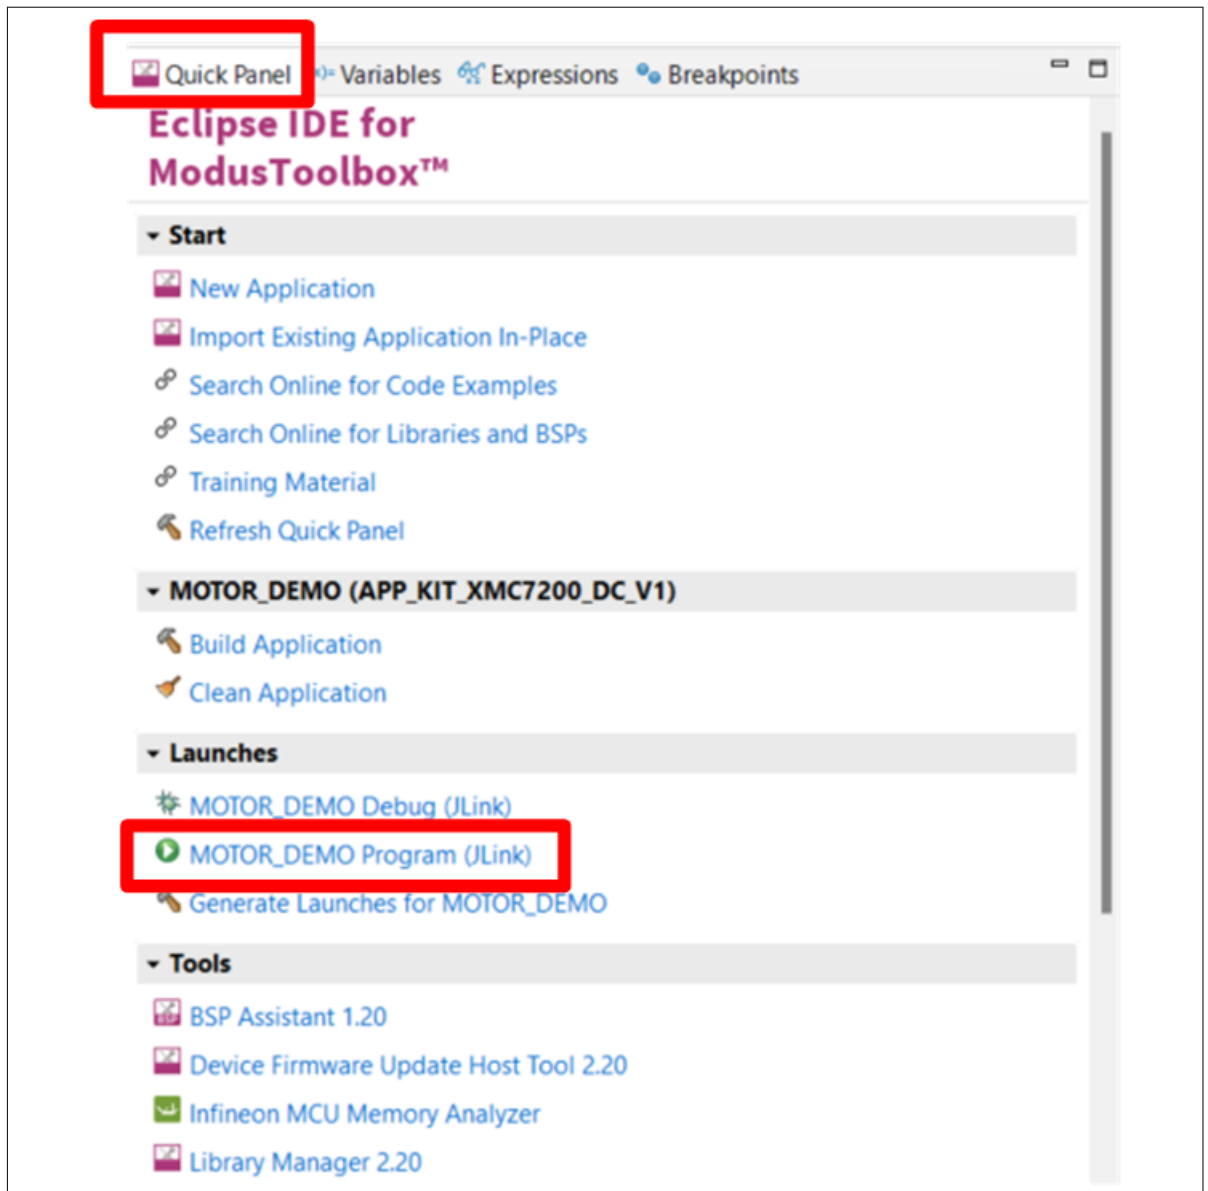 Quick Panel Variables Expressions Breakpoints
Eclipse IDE for
ModusToolbox™
Start
New Application
Import Existing Application In-Place
Search Online for Code Examples
Search Online for Libraries and BSPs
Training Material
Refresh Quick Panel
MOTOR_DEMO (APP_KIT_XMC7200_DC_V1)
Build Application
Clean Application
Launches
MOTOR_DEMO Debug (JLink)
MOTOR_DEMO Program (JLink)
Generate Launches for MOTOR_DEMO
Tools
BSP Assistant 1.20
Device Firmware Update Host Tool 2.20
Infineon MCU Memory Analyzer
Library Manager 2.20